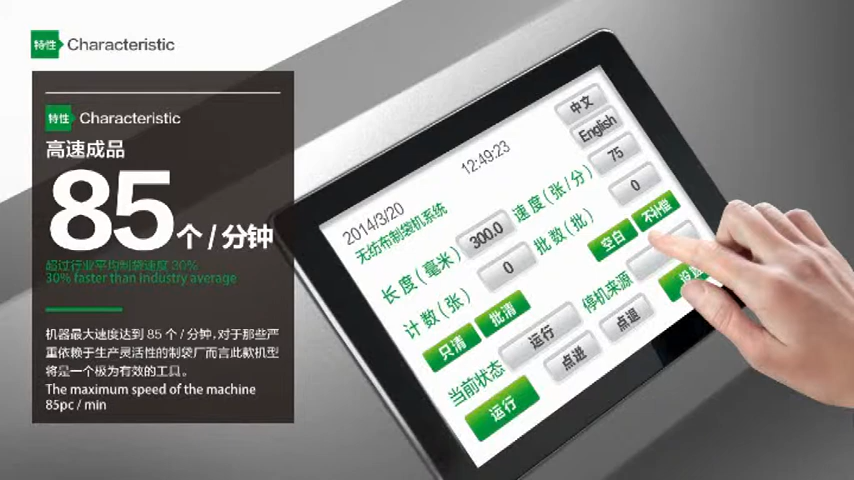 特性 Characteristic
特性 Characteristic
高速成品
85个 / 分钟
超过行业平均制袋速度 30%
30% faster than industry average
机器最大速度达到 85 个 / 分钟,对于那些严
重依赖于生产灵活性的制袋厂而言此款机型
将是一个极为有效的工具。
The maximum speed of the machine
85pc / min
2014/3/20
12:49:23
中文
English
无纺布制袋机系统
长度(毫米) 300.0 速度(张/分) 75
计数(张) 0 批数(批) 0
只清 批清 空白 不补偿
当前状态 运行 停机来源
运行 点进 点退